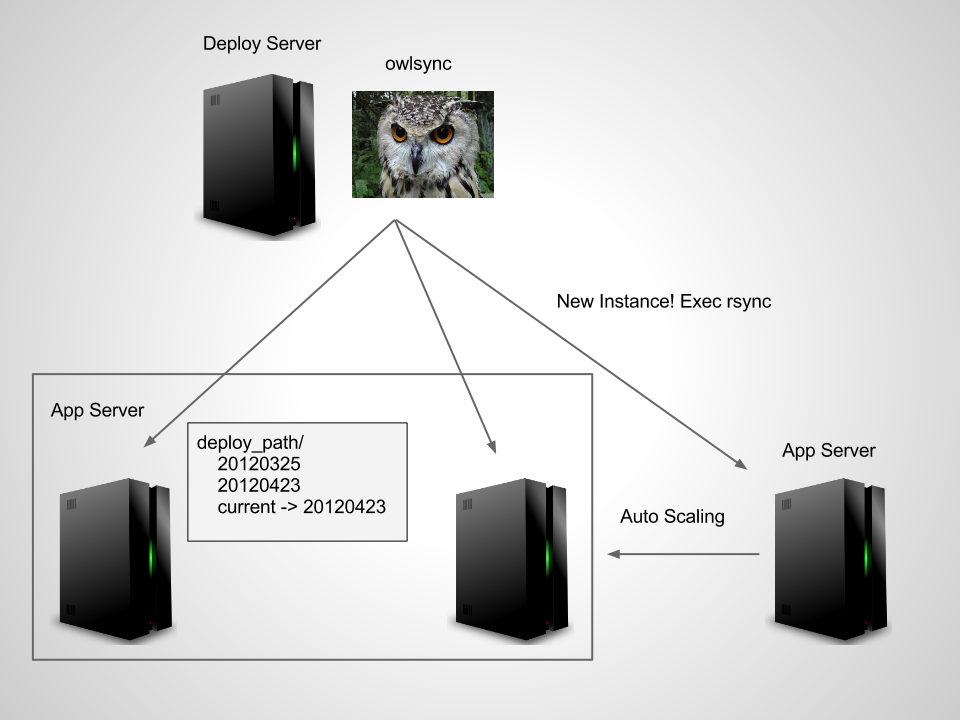 Deploy Server
owlsync
New Instance! Exec rsync
App Server
deploy_path/
20120325
20120423
current -> 20120423
App Server
Auto Scaling